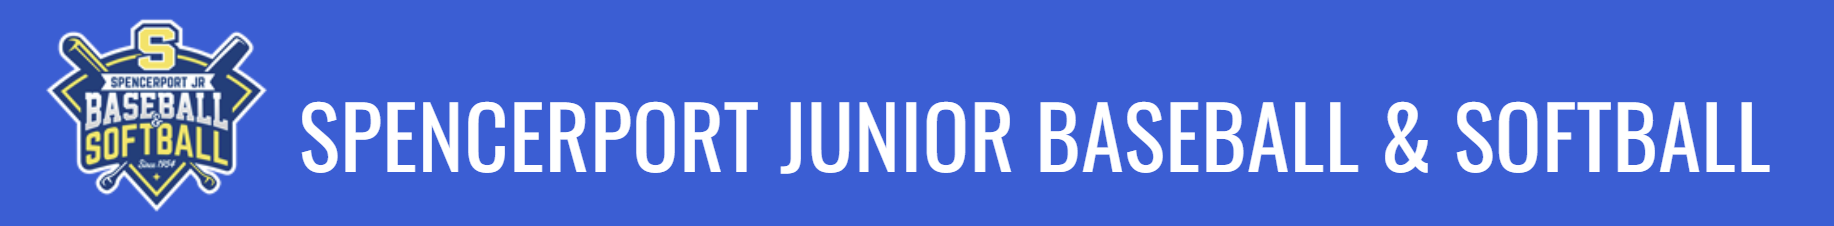 S
SPENCERPORT JR
BASEBALL
&
SOFTBALL
Since 1954
SPENCERPORT JUNIOR BASEBALL & SOFTBALL